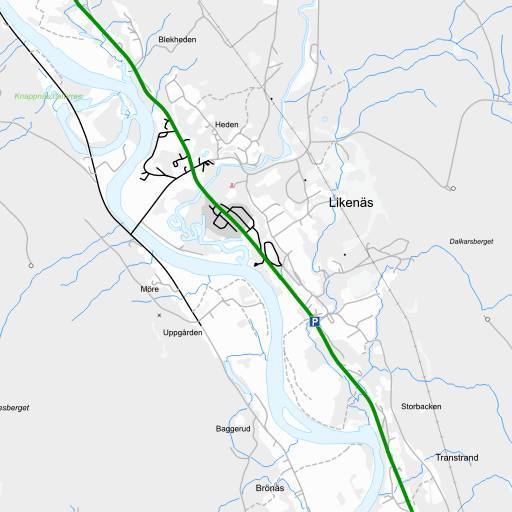 Blekheden
Heden
Likenäs
Dalkarsberget
Möre
Uppgården
P
Storbacken
Baggerud
Transtrand
Brönäs